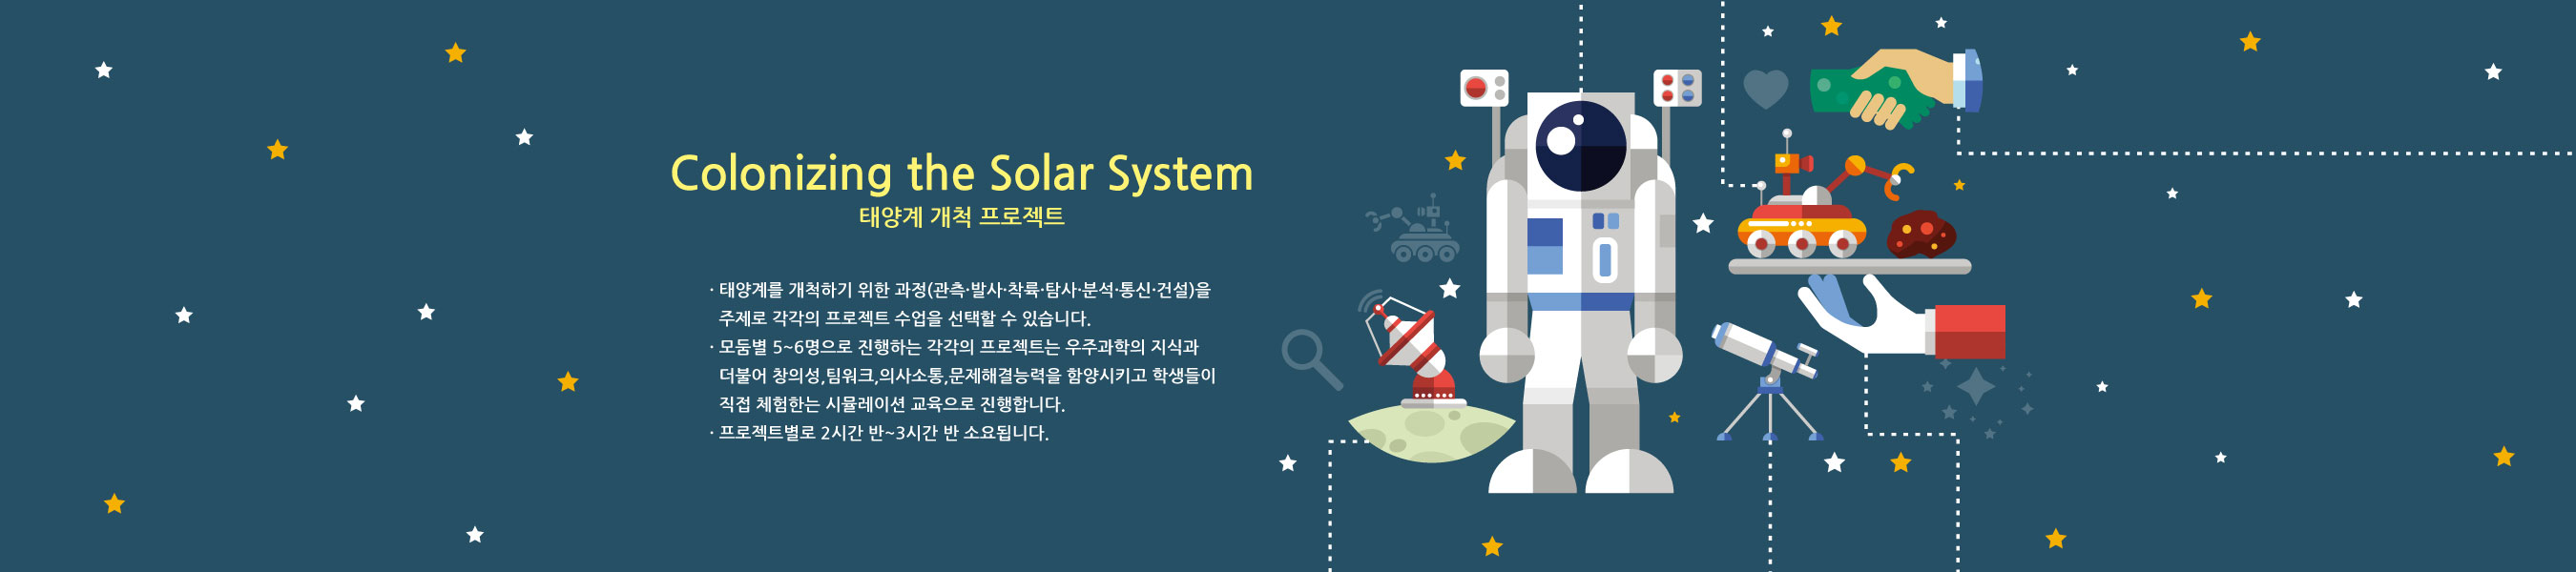 Colonizing the Solar System
태양계 개척 프로젝트
· 태양계를 개척하기 위한 과정(관측·발사·착륙·탐사·분석·통신·건설)을
주제로 각각의 프로젝트 수업을 선택할 수 있습니다.
· 모둠별 5~6명으로 진행하는 각각의 프로젝트는 우주과학의 지식과
더불어 창의성,팀워크,의사소통,문제해결능력을 함양시키고 학생들이
직접 체험한는 시뮬레이션 교육으로 진행합니다.
· 프로젝트별로 2시간 반~3시간 반 소요됩니다.